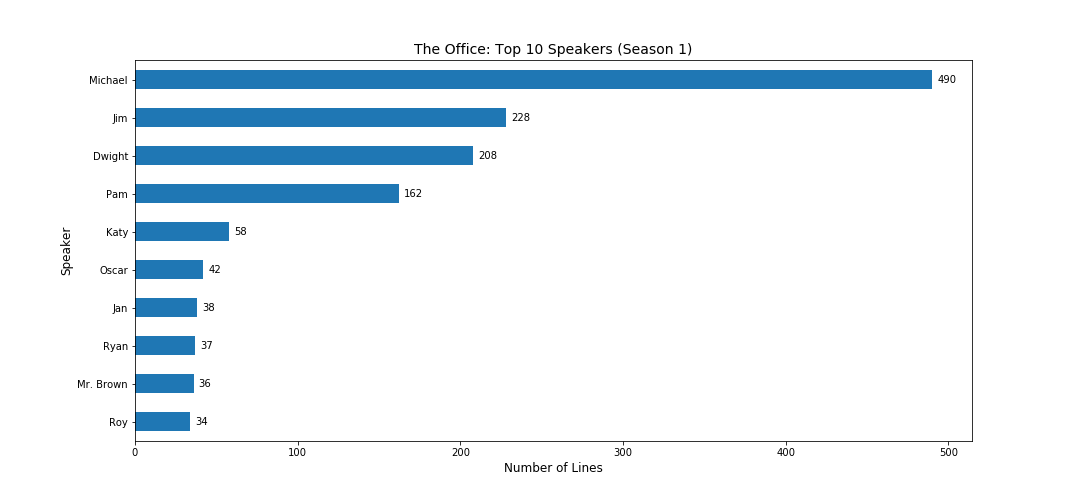 The Office: Top 10 Speakers (Season 1)
Speaker
Michael 490
Jim 228
Dwight 208
Pam 162
Katy 58
Oscar 42
Jan 38
Ryan 37
Mr. Brown 36
Roy 34
0 100 200 300 400 500
Number of Lines